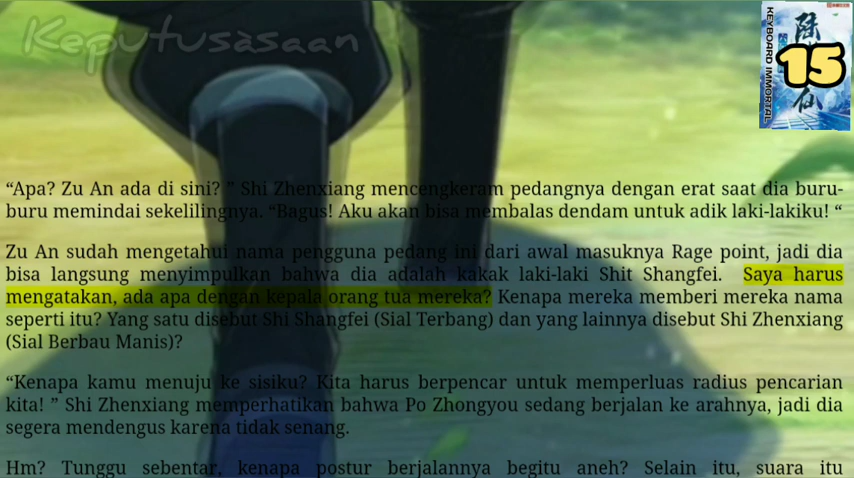 Keputusasaan
陆
仙
KEYBOARD IMMORTAL
15
“Apa? Zu An ada di sini? ” Shi Zhenxiang mencengkeram pedangnya dengan erat saat dia buru-
buru memindai sekelilingnya. “Bagus! Aku akan bisa membalas dendam untuk adik laki-lakiku! “
Zu An sudah mengetahui nama pengguna pedang ini dari awal masuknya Rage point, jadi dia
bisa langsung menyimpulkan bahwa dia adalah kakak laki-laki Shit Shangfei. Saya harus
mengatakan, ada apa dengan kepala orang tua mereka? Kenapa mereka memberi mereka nama
seperti itu? Yang satu disebut Shi Shangfei (Sial Terbang) dan yang lainnya disebut Shi Zhenxiang
(Sial Berbau Manis)?
“Kenapa kamu menuju ke sisiku? Kita harus berpencar untuk memperluas radius pencarian
kita! ” Shi Zhenxiang memperhatikan bahwa Po Zhongyou sedang berjalan ke arahnya, jadi dia
segera mendengus karena tidak senang.
Hm? Tunggu sebentar, kenapa postur berjalannya begitu aneh? Selain itu, suara itu